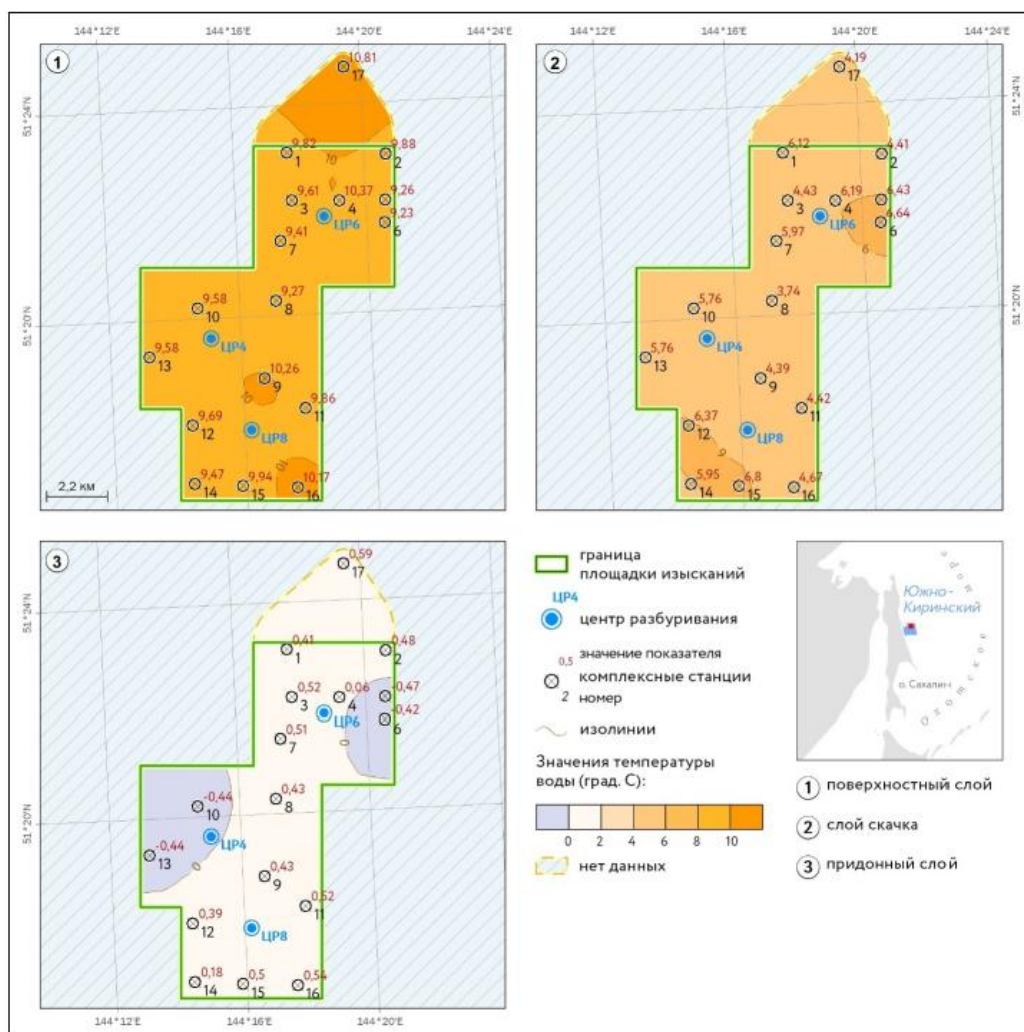 144°12'E 144°16'E 144°20'E 144°24'E
144°12'E 144°16'E 144°20'E 144°24'E
51°24'N
51°20'N
51°24'N
51°20'N
1
10,81
17
9,82
1
9,88
2
9,61
3
10,37
4
9,26
9,23
6
ЦР6
9,41
7
9,27
8
9,58
10
ЦР4
9,58
13
10,26
9
9,86
11
9,69
12
ЦР8
9,47
14
9,94
15
10,17
16
10
10
10
2,2 км
2
4,19
17
6,12
1
4,41
2
4,43
3
6,19
4
6,43
6,64
6
ЦР6
5,97
7
3,74
8
5,76
10
ЦР4
5,76
13
4,39
9
4,42
11
6,37
12
ЦР8
5,95
14
6,8
15
4,67
16
6
6
3
0,59
17
0,41
1
0,48
2
0,52
3
0,06
4
-0,47
-0,42
6
ЦР6
0,51
7
0,43
8
-0,44
10
ЦР4
-0,44
13
0,43
9
0,52
11
0,39
12
ЦР8
0,18
14
0,5
15
0,54
16
0
0
51°24'N
51°20'N
144°12'E 144°16'E 144°20'E
граница
площадки изысканий
ЦР4
центр разбуривания
0,5 значение показателя
комплексные станции
2 номер
изолинии
Значения температуры
воды (град. С):
0 2 4 6 8 10
нет данных
Южно-
Киринский
о. Сахалин
Охотское
море
1 поверхностный слой
2 слой скачка
3 придонный слой